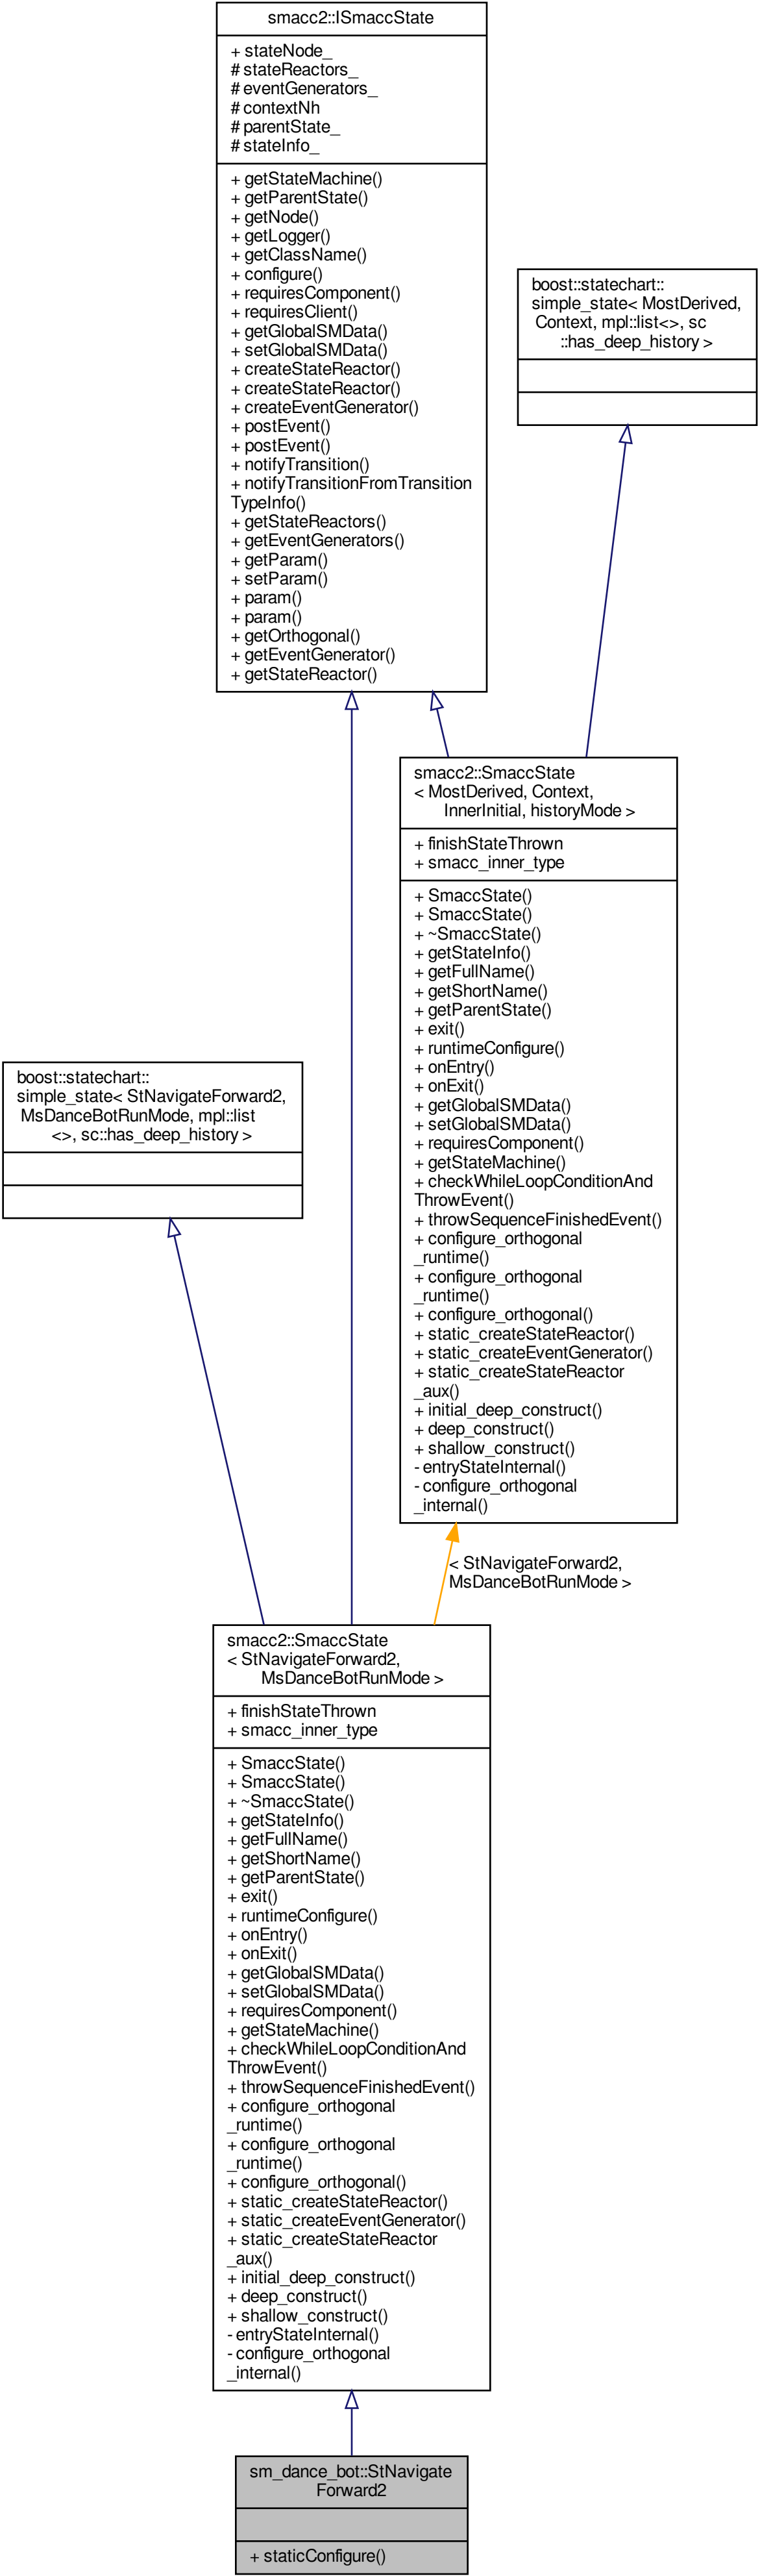 smacc2::ISmaccState
+ stateNode_
# stateReactors_
# eventGenerators_
# contextNh
# parentState_
# stateInfo_
+ getStateMachine()
+ getParentState()
+ getNode()
+ getLogger()
+ getClassName()
+ configure()
+ requiresComponent()
+ requiresClient()
+ getGlobalSMData()
+ setGlobalSMData()
+ createStateReactor()
+ createStateReactor()
+ createEventGenerator()
+ postEvent()
+ postEvent()
+ notifyTransition()
+ notifyTransitionFromTransition
TypeInfo()
+ getStateReactors()
+ getEventGenerators()
+ getParam()
+ setParam()
+ param()
+ param()
+ getOrthogonal()
+ getEventGenerator()
+ getStateReactor()
boost::statechart::
simple_state< MostDerived,
Context, mpl::list<>, sc
::has_deep_history >
smacc2::SmaccState
< MostDerived, Context,
InnerInitial, historyMode >
+ finishStateThrown
+ smacc_inner_type
+ SmaccState()
+ SmaccState()
+ ~SmaccState()
+ getStateInfo()
+ getFullName()
+ getShortName()
+ getParentState()
+ exit()
+ runtimeConfigure()
+ onEntry()
+ onExit()
+ getGlobalSMData()
+ setGlobalSMData()
+ requiresComponent()
+ getStateMachine()
+ checkWhileLoopConditionAnd
ThrowEvent()
+ throwSequenceFinishedEvent()
+ configure_orthogonal
_runtime()
+ configure_orthogonal
_runtime()
+ configure_orthogonal()
+ static_createStateReactor()
+ static_createEventGenerator()
+ static_createStateReactor
_aux()
+ initial_deep_construct()
+ deep_construct()
+ shallow_construct()
- entryStateInternal()
- configure_orthogonal
_internal()
boost::statechart::
simple_state< StNavigateForward2,
MsDanceBotRunMode, mpl::list
<>, sc::has_deep_history >
< StNavigateForward2,
MsDanceBotRunMode >
smacc2::SmaccState
< StNavigateForward2,
MsDanceBotRunMode >
+ finishStateThrown
+ smacc_inner_type
+ SmaccState()
+ SmaccState()
+ ~SmaccState()
+ getStateInfo()
+ getFullName()
+ getShortName()
+ getParentState()
+ exit()
+ runtimeConfigure()
+ onEntry()
+ onExit()
+ getGlobalSMData()
+ setGlobalSMData()
+ requiresComponent()
+ getStateMachine()
+ checkWhileLoopConditionAnd
ThrowEvent()
+ throwSequenceFinishedEvent()
+ configure_orthogonal
_runtime()
+ configure_orthogonal
_runtime()
+ configure_orthogonal()
+ static_createStateReactor()
+ static_createEventGenerator()
+ static_createStateReactor
_aux()
+ initial_deep_construct()
+ deep_construct()
+ shallow_construct()
- entryStateInternal()
- configure_orthogonal
_internal()
sm_dance_bot::StNavigate
Forward2
+ staticConfigure()